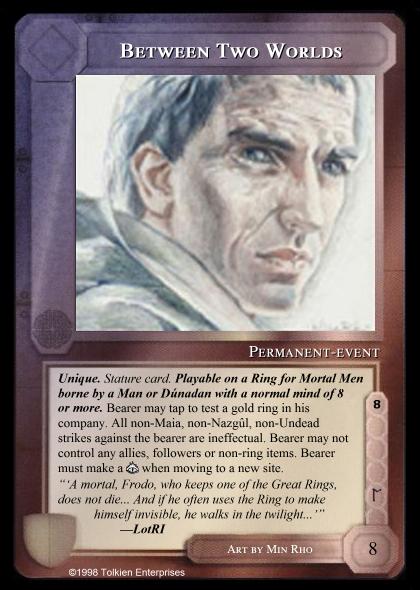 BETWEEN TWO WORLDS
PERMANENT-EVENT
Unique. Stature card. Playable on a Ring for Mortal Men
borne by a Man or Dúnadan with a normal mind of 8
or more. Bearer may tap to test a gold ring in his
company. All non-Maia, non-Nazgûl, non-Undead
strikes against the bearer are ineffectual. Bearer may not
control any allies, followers or non-ring items. Bearer
must make a when moving to a new site.
“‘A mortal, Frodo, who keeps one of the Great Rings,
does not die... And if he often uses the Ring to make
himself invisible, he walks in the twilight...’”
—LotRI
8
ART BY MIN RHO
8
©1998 Tolkien Enterprises